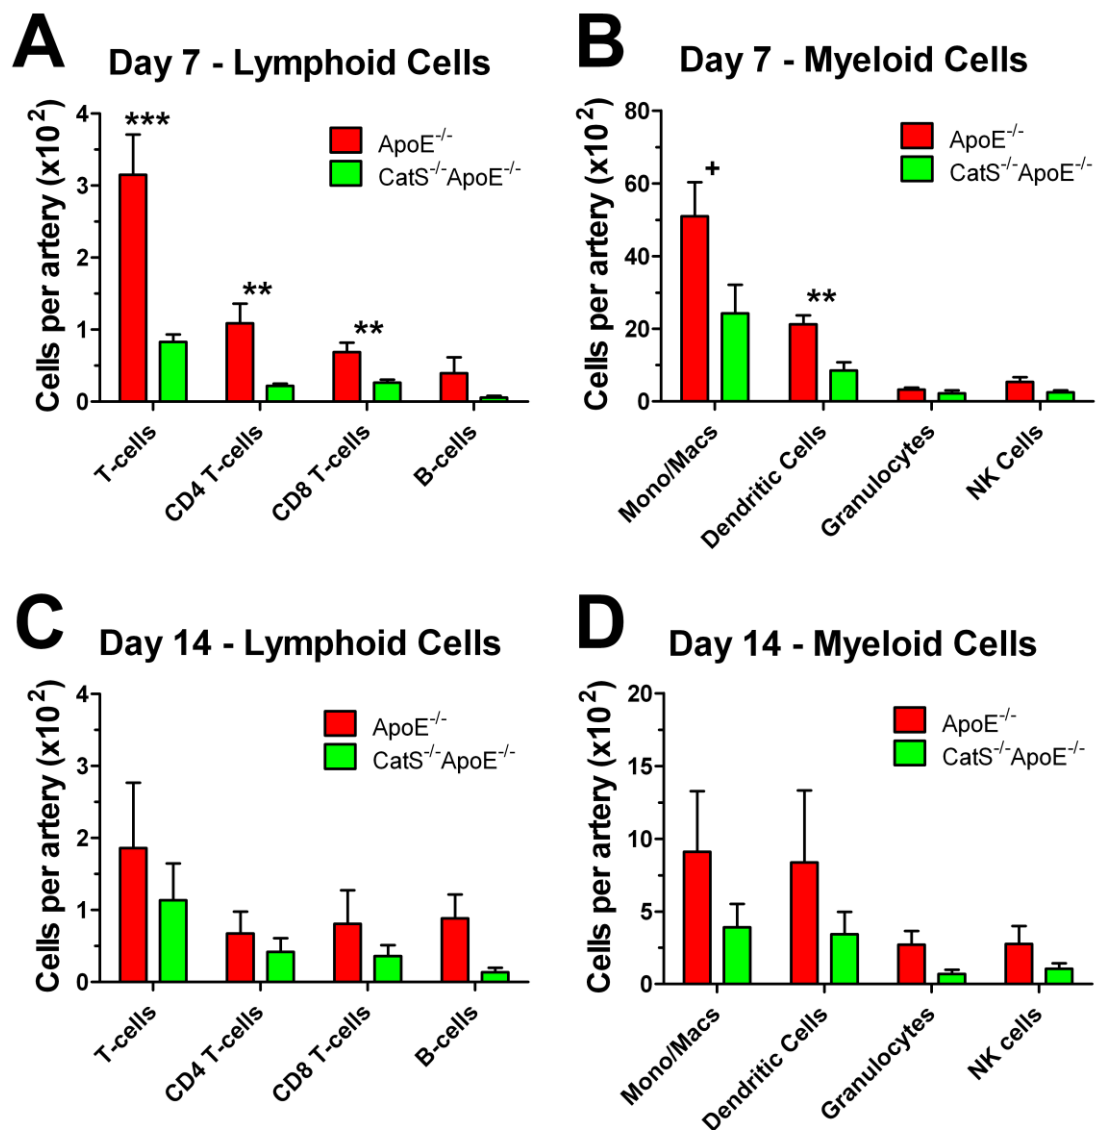 A
Day 7 - Lymphoid Cells
Cells per artery (x10²)
4
3
2
1
0
***
**
**
ApoE⁻/⁻
CatS⁻/⁻ApoE⁻/⁻
T-cells
CD4 T-cells
CD8 T-cells
B-cells
B
Day 7 - Myeloid Cells
Cells per artery (x10²)
80
60
40
20
0
+
**
ApoE⁻/⁻
CatS⁻/⁻ApoE⁻/⁻
Mono/Macs
Dendritic Cells
Granulocytes
NK Cells
C
Day 14 - Lymphoid Cells
Cells per artery (x10²)
4
3
2
1
0
ApoE⁻/⁻
CatS⁻/⁻ApoE⁻/⁻
T-cells
CD4 T-cells
CD8 T-cells
B-cells
D
Day 14 - Myeloid Cells
Cells per artery (x10²)
20
15
10
5
0
ApoE⁻/⁻
CatS⁻/⁻ApoE⁻/⁻
Mono/Macs
Dendritic Cells
Granulocytes
NK cells